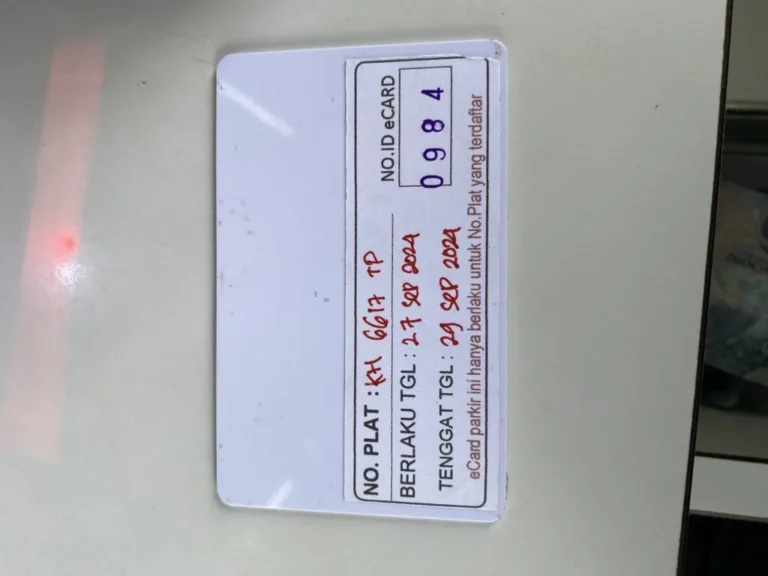 NO. PLAT : KH 6617 TP
BERLAKU TGL : 27 SEP 2024
TENGGAT TGL : 29 SEP 2024
NO.ID eCARD
0984
eCard parkir ini hanya berlaku untuk No.Plat yang terdaftar